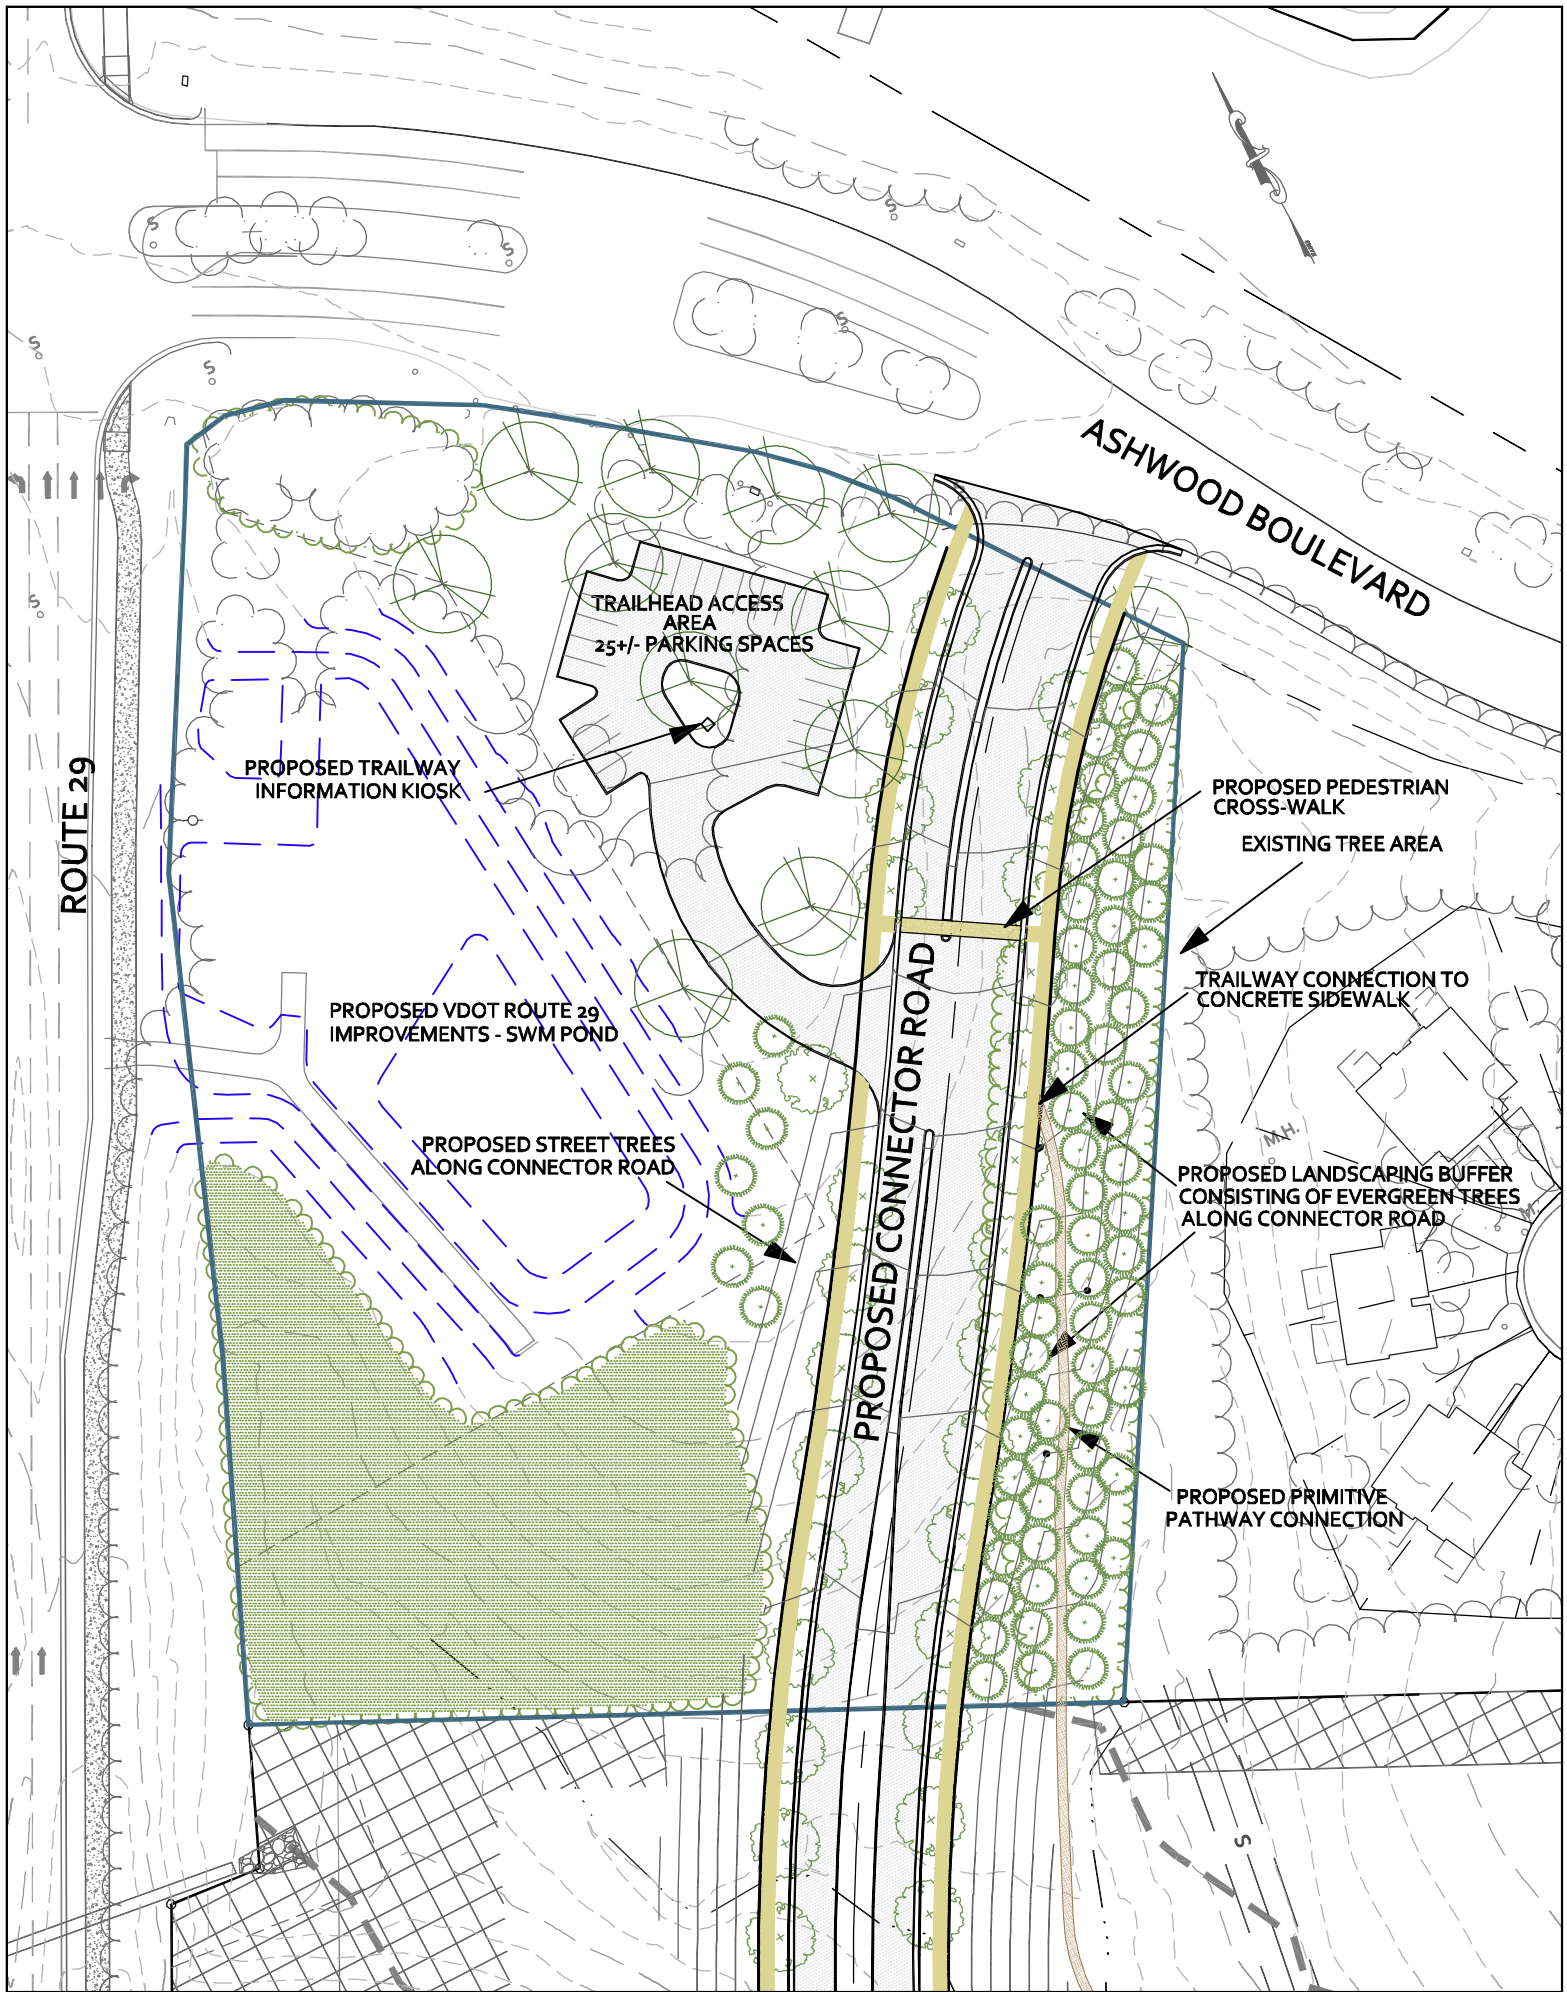 S
S
S
S
S
S
ASHWOOD BOULEVARD
S
TRAILHEAD ACCESS
AREA
25+/- PARKING SPACES
PROPOSED TRAILWAY
INFORMATION KIOSK
ROUTE 29
PROPOSED PEDESTRIAN
CROSS-WALK
EXISTING TREE AREA
TRAILWAY CONNECTION TO
CONCRETE SIDEWALK
PROPOSED VDOT ROUTE 29
IMPROVEMENTS - SWM POND
PROPOSED CONNECTOR ROAD
M.H.
PROPOSED STREET TREES
ALONG CONNECTOR ROAD
PROPOSED LANDSCAPING BUFFER
CONSISTING OF EVERGREEN TREES
ALONG CONNECTOR ROAD
PROPOSED PRIMITIVE
PATHWAY CONNECTION
S